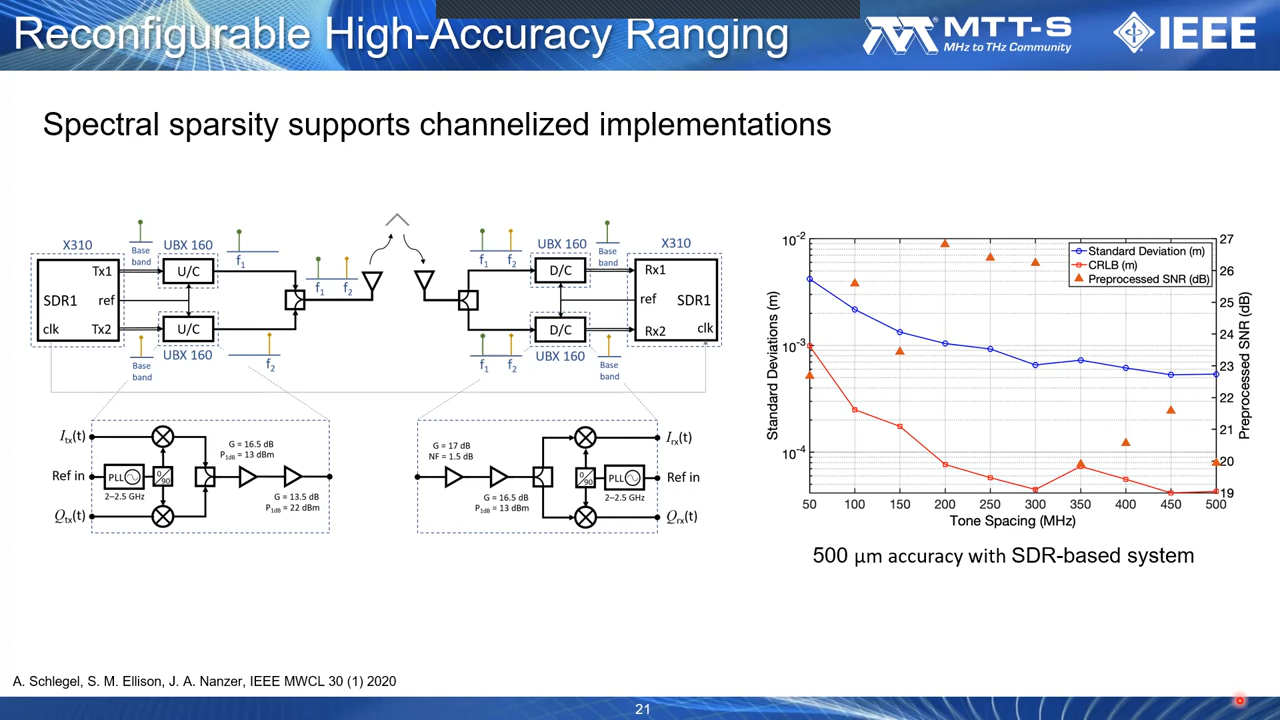 Reconfigurable High-Accuracy Ranging
MTT-S
MHz to THz Community
IEEE
Spectral sparsity supports channelized implementations
X310
Base
band
UBX 160
f1
Tx1
U/C
SDR1
ref
f1
f2
clk
Tx2
U/C
Base
band
UBX 160
f2
f1
f2
UBX 160
Base
band
X310
D/C
Rx1
ref
SDR1
D/C
Rx2
clk
f1
f2
UBX 160
Base
band
Itx(t)
G = 16.5 dB
P1dB = 13 dBm
Ref in
PLL
0/90
2–2.5 GHz
G = 13.5 dB
P1dB = 22 dBm
Qtx(t)
G = 17 dB
NF = 1.5 dB
Irx(t)
0/90
PLL
Ref in
2–2.5 GHz
G = 16.5 dB
P1dB = 13 dBm
Qrx(t)
Standard Deviation (m)
CRLB (m)
Preprocessed SNR (dB)
Standard Deviations (m)
10-2
10-3
10-4
27
26
25
24
23
22
21
20
19
Preprocessed SNR (dB)
50 100 150 200 250 300 350 400 450 500
Tone Spacing (MHz)
500 μm accuracy with SDR-based system
A. Schlegel, S. M. Ellison, J. A. Nanzer, IEEE MWCL 30 (1) 2020
21